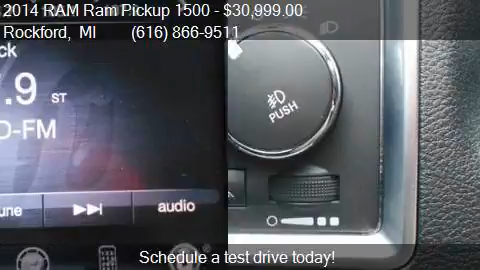 2014 RAM Ram Pickup 1500 - $30,999.00
Rockford, MI (616) 866-9511
ck
.9 ST
D-FM
PUSH
une audio
Schedule a test drive today!